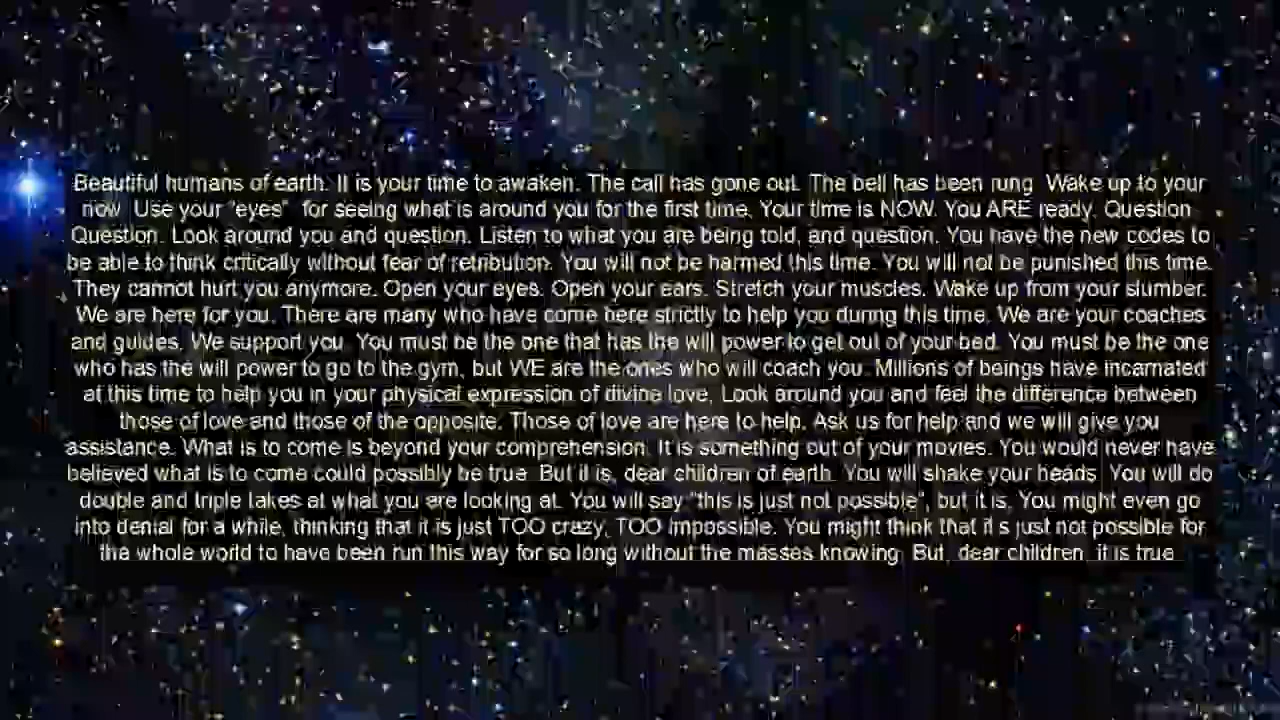 Beautiful humans of earth. It is your time to awaken. The call has gone out. The bell has been rung. Wake up to your
now. Use your "eyes" for seeing what is around you for the first time. Your time is NOW. You ARE ready. Question
Question. Look around you and question. Listen to what you are being told, and question. You have the new codes to
be able to think critically without fear of retribution. You will not be harmed this time. You will not be punished this time.
They cannot hurt you anymore. Open your eyes. Open your ears. Stretch your muscles. Wake up from your slumber.
We are here for you. There are many who have come here strictly to help you during this time. We are your coaches
and guides. We support you. You must be the one that has the will power to get out of your bed. You must be the one
who has the will power to go to the gym, but WE are the ones who will coach you. Millions of beings have incarnated
at this time to help you in your physical expression of divine love. Look around you and feel the difference between
those of love and those of the opposite. Those of love are here to help. Ask us for help and we will give you
assistance. What is to come is beyond your comprehension. It is something out of your movies. You would never have
believed what is to come could possibly be true. But it is, dear children of earth. You will shake your heads. You will do
double and triple takes at what you are looking at. You will say "this is just not possible", but it is. You might even go
into denial for a while, thinking that it is just TOO crazy, TOO impossible. You might think that it's just not possible for
the whole world to have been run this way for so long without the masses knowing. But, dear children, it is true.